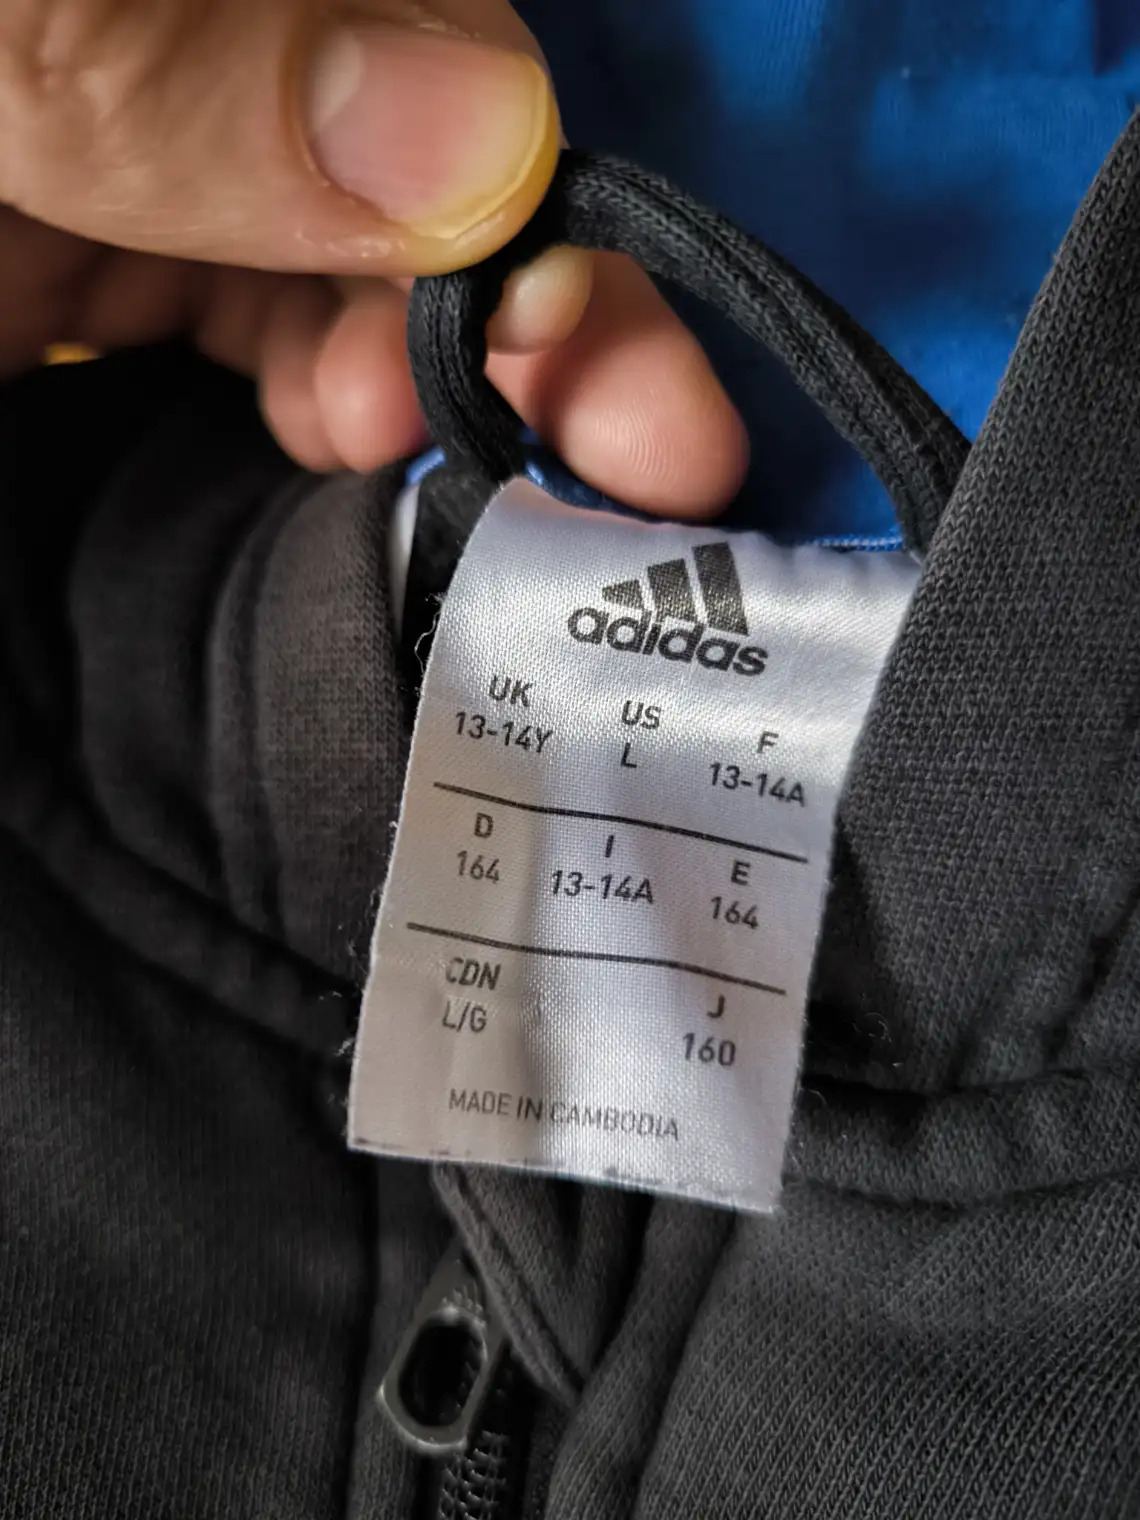 adidas
UK US F
13-14Y L 13-14A
D I E
164 13-14A 164
CDN J
L/G 160
MADE IN CAMBODIA